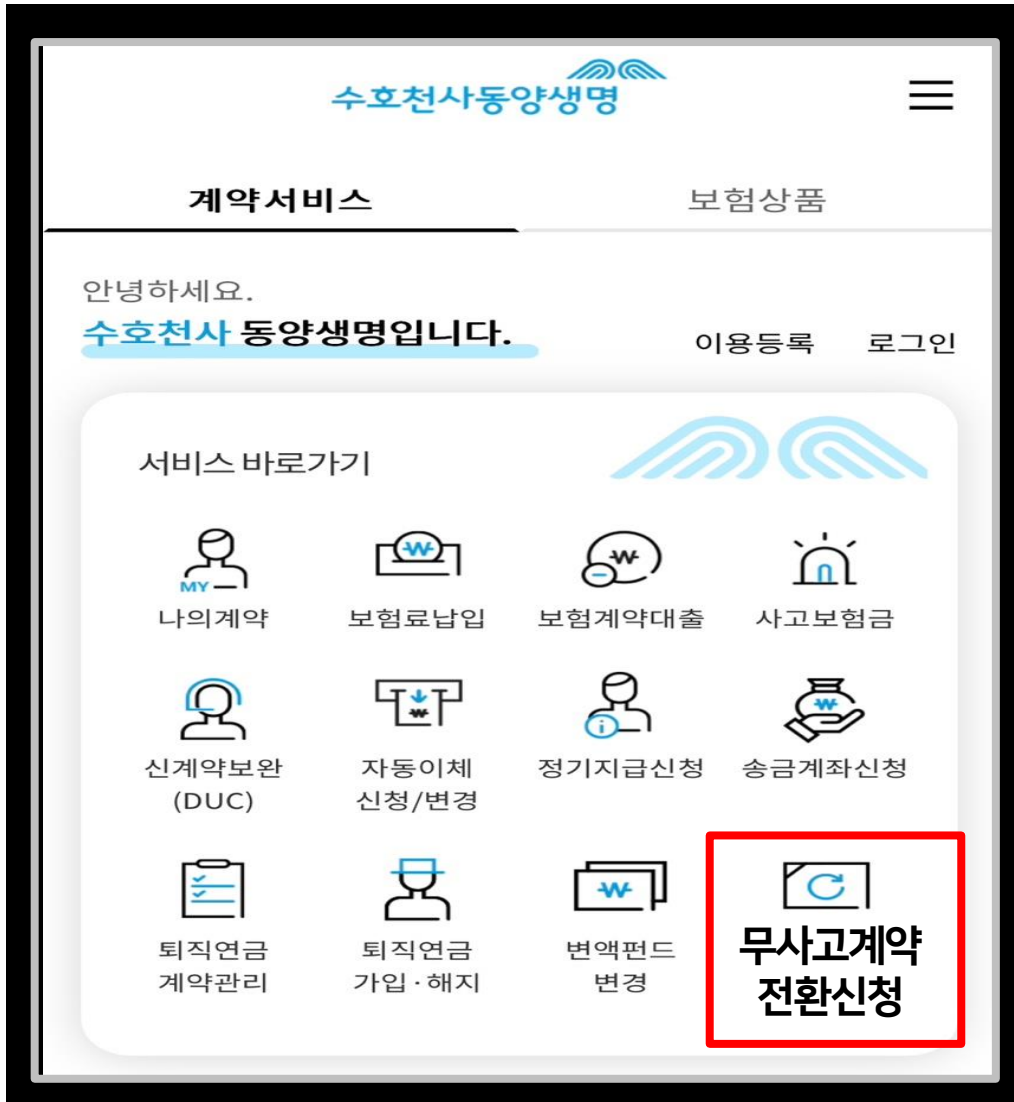 수호천사동양생명
계약서비스 보험상품
안녕하세요.
수호천사 동양생명입니다. 이용등록 로그인
서비스 바로가기
MY
나의계약 보험료납입 보험계약대출 사고보험금
신계약보완 자동이체 정기지급신청 송금계좌신청
(DUC) 신청/변경
퇴직연금 퇴직연금 변액펀드 무사고계약
계약관리 가입·해지 변경 전환신청